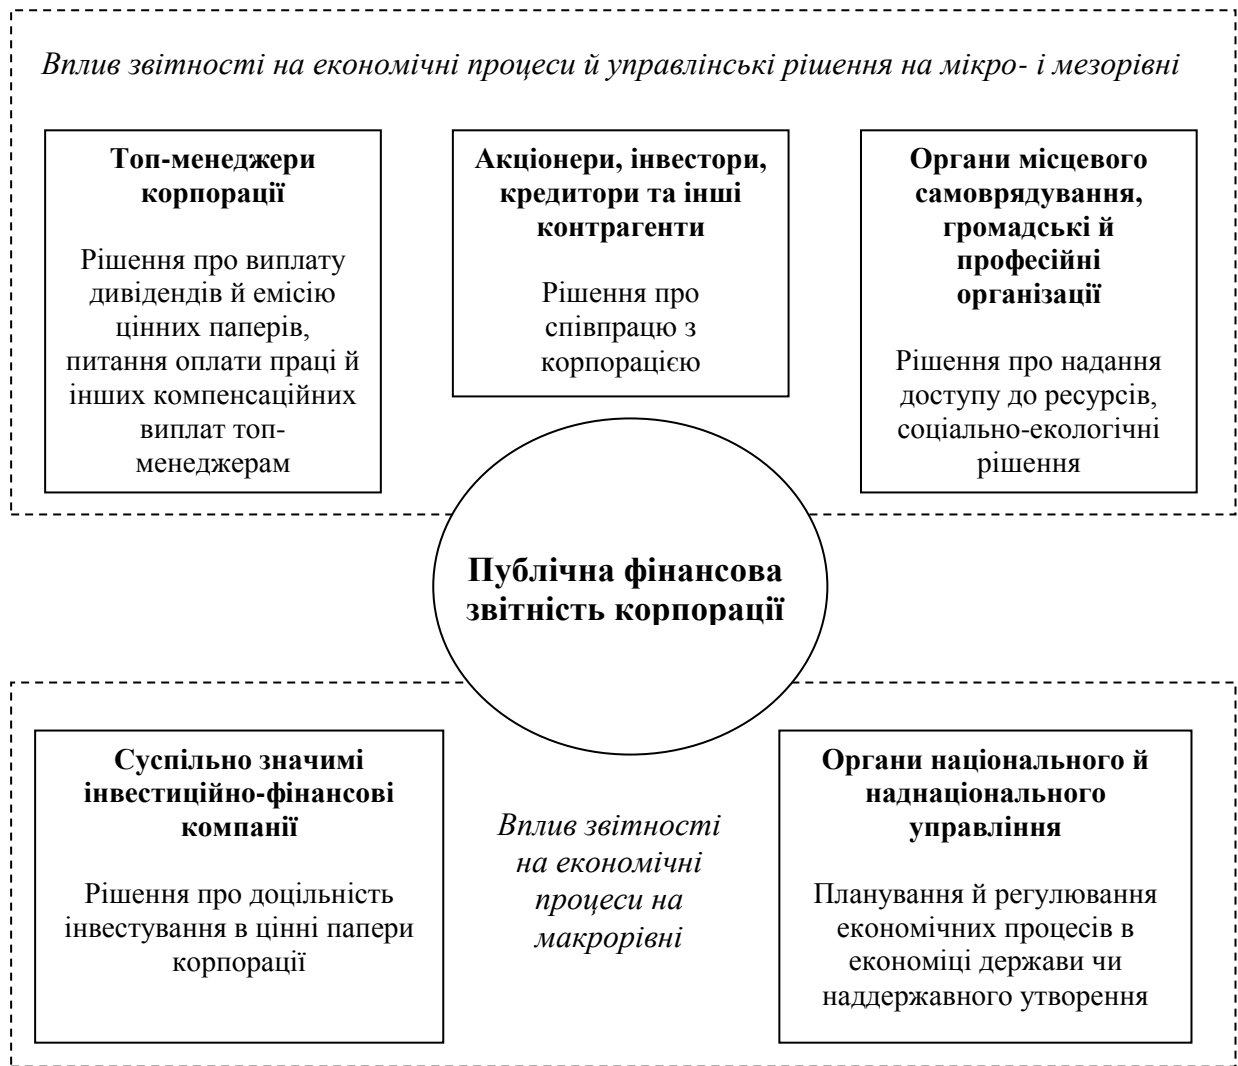 Вплив звітності на економічні процеси й управлінські рішення на мікро- і мезорівні
Топ-менеджери
корпорації
Рішення про виплату
дивідендів й емісію
цінних паперів,
питання оплати праці й
інших компенсаційних
виплат топ-
менеджерам
Акціонери, інвестори,
кредитори та інші
контрагенти
Рішення про
співпрацю з
корпорацією
Органи місцевого
самоврядування,
громадські й
професійні
організації
Рішення про надання
доступу до ресурсів,
соціально-екологічні
рішення
Публічна фінансова
звітність корпорації
Суспільно значимі
інвестиційно-фінансові
компанії
Рішення про доцільність
інвестування в цінні папери
корпорації
Вплив звітності
на економічні
процеси на
макрорівні
Органи національного й
наднаціонального
управління
Планування й регулювання
економічних процесів в
економіці держави чи
наддержавного утворення